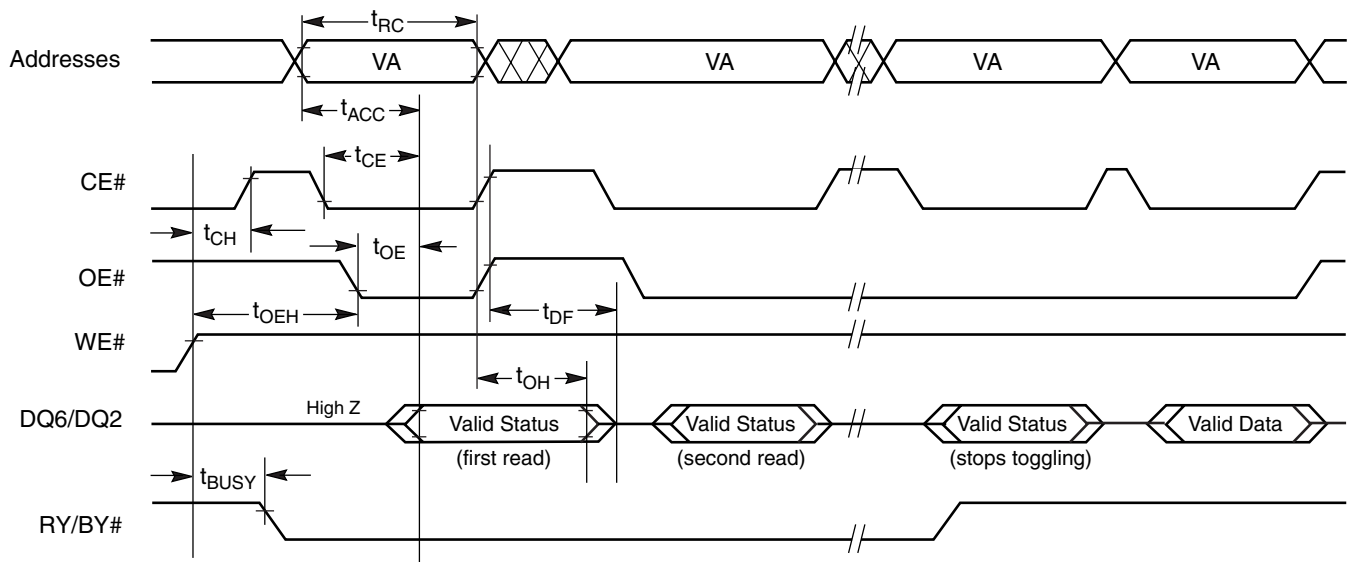 tRC
Addresses VA VA VA VA
tACC
tCE
CE#
tCH tOE
OE#
tOEH tDF
WE#
tOH
High Z
DQ6/DQ2 Valid Status Valid Status Valid Status Valid Data
(first read) (second read) (stops toggling)
tBUSY
RY/BY#